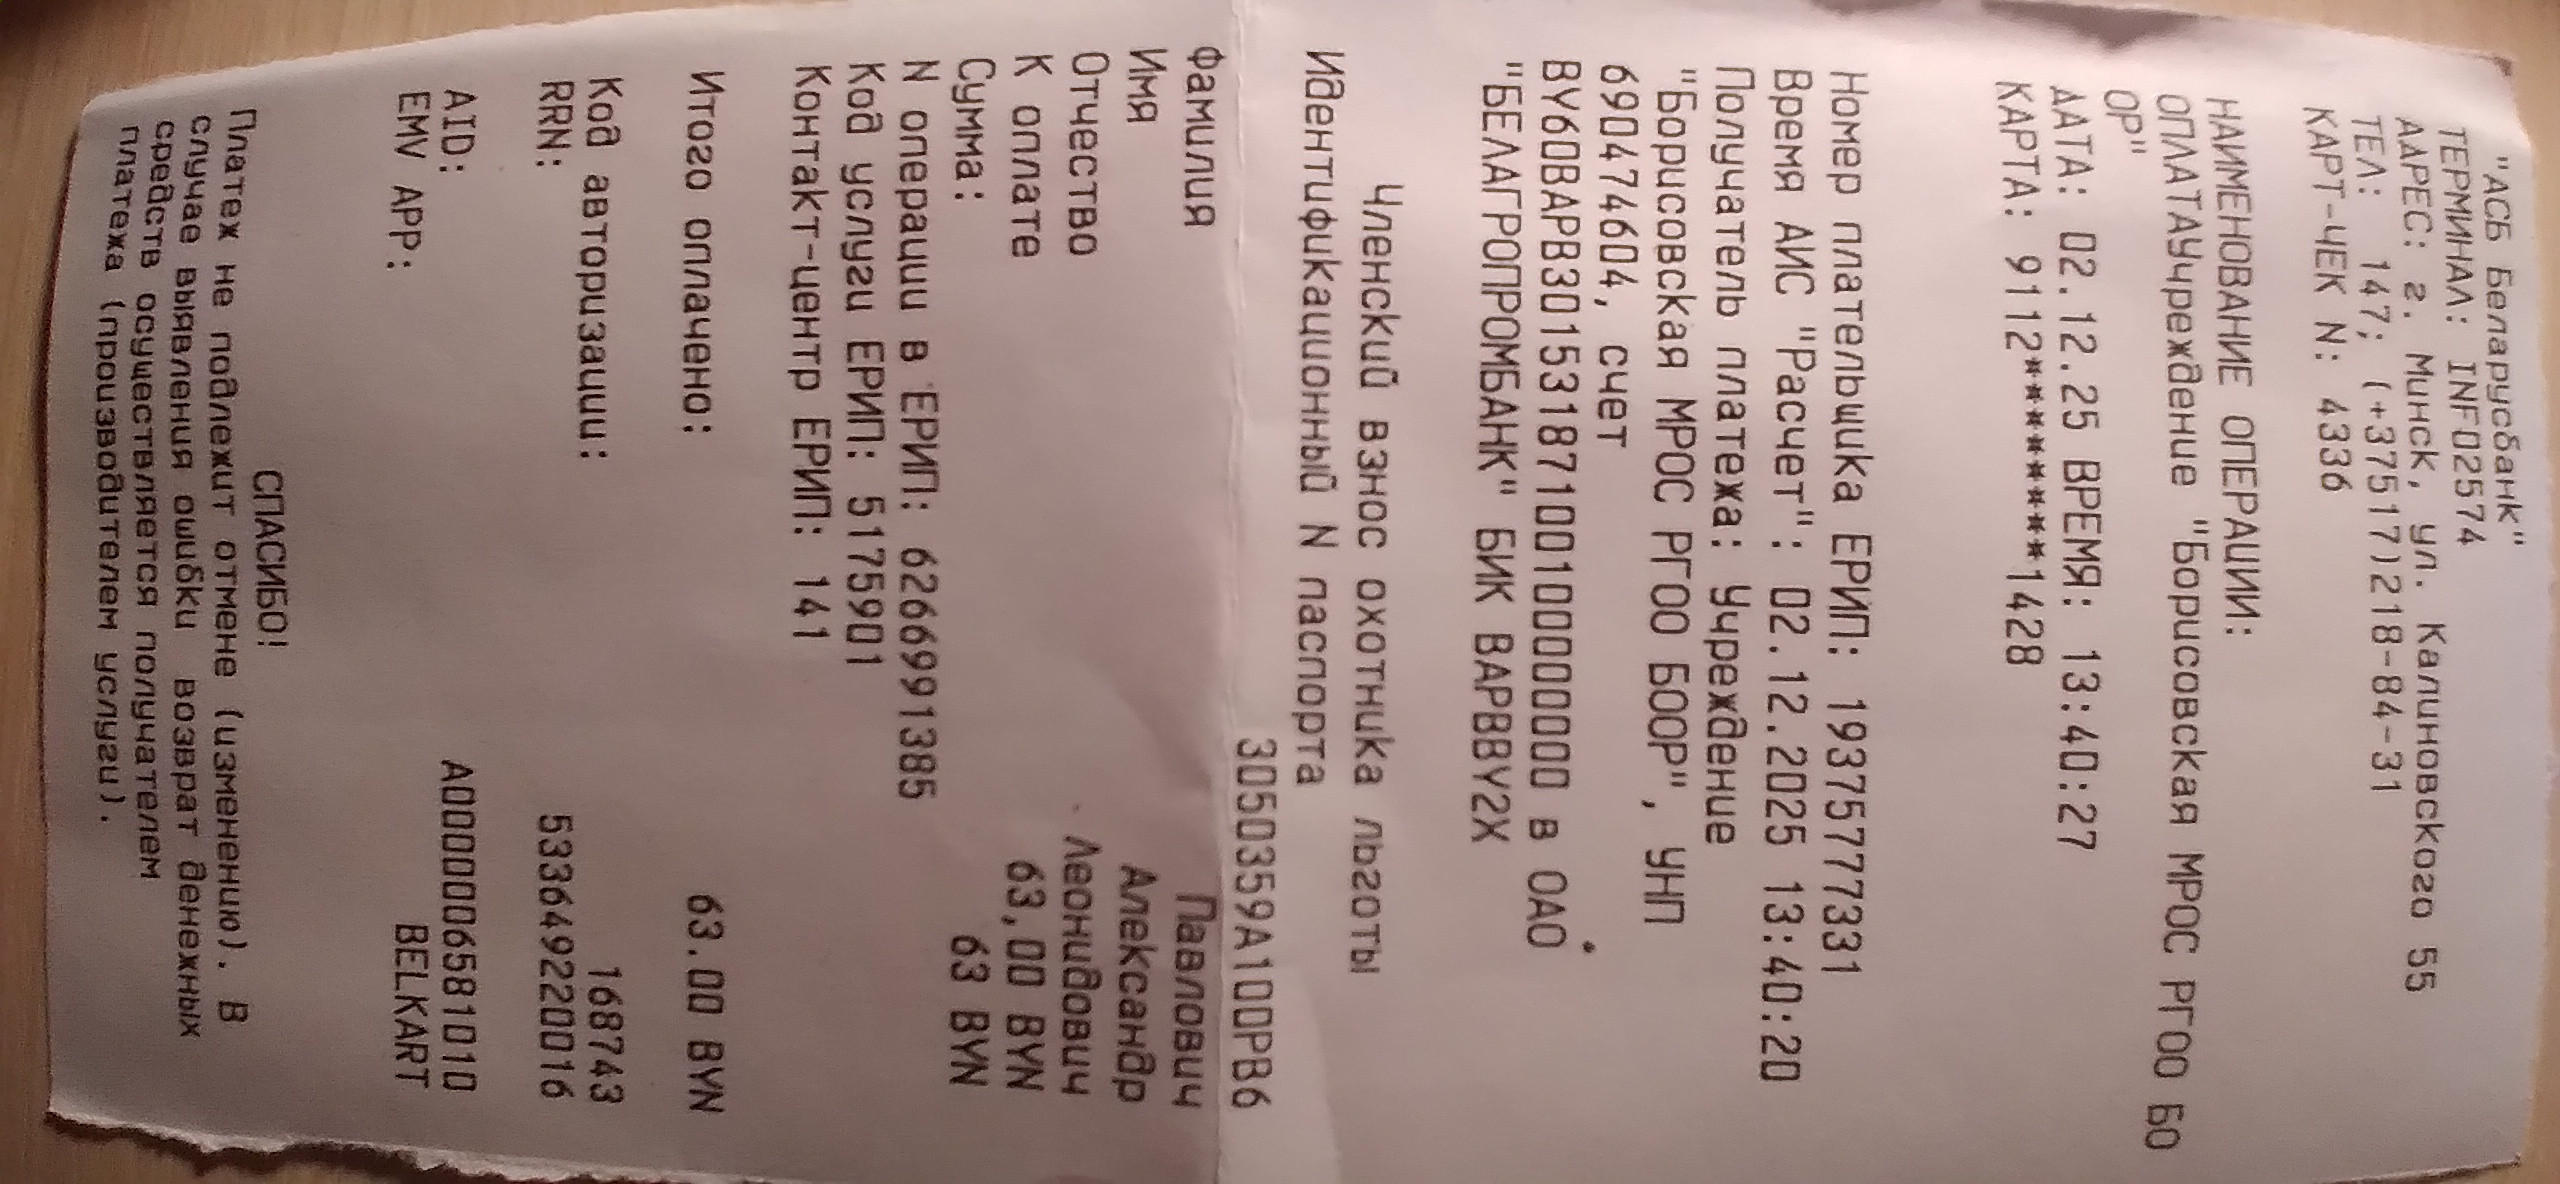 "АСБ Беларусбанк"
ТЕРМИНАЛ: INF02574
АДРЕС: г. Минск, ул. Калиновского 55
ТЕЛ: 147; (+37517)218-84-31
КАРТ-ЧЕК N: 4336
НАИМЕНОВАНИЕ ОПЕРАЦИИ:
ОПЛАТАУчреждение "Борисовская МРОС РГОО БО
ОР"
ДАТА: 02.12.25 ВРЕМЯ: 13:40:27
КАРТА: 9112********1428
Номер плательщика ЕРИП: 19375777331
Время АИС "Расчет": 02.12.2025 13:40:20
Получатель платежа: Учреждение
"Борисовская МРОС РГОО БООР", УНП
690474604, счет
BY60BAPB30153187100100000000 в ОАО
"БЕЛАГРОПРОМБАНК" БИК BAPBBY2X
Членский взнос охотника льготы
Идентификационный N паспорта
3050359A100PB6
Фамилия Павлович
Имя Александр
Отчество Леонидович
К оплате 63,00 BYN
Сумма: 63 BYN
N операции в ЕРИП: 6266991385
Код услуги ЕРИП: 5175901
Контакт-центр ЕРИП: 141
Итого оплачено: 63.00 BYN
Код авторизации: 168743
RRN: 533649220016
AID: A0000006581010
EMV APP: BELKART
СПАСИБО!
Платеж не подлежит отмене (изменению). В
случае выявления ошибки возврат денежных
средств осуществляется получателем
платежа (производителем услуги).